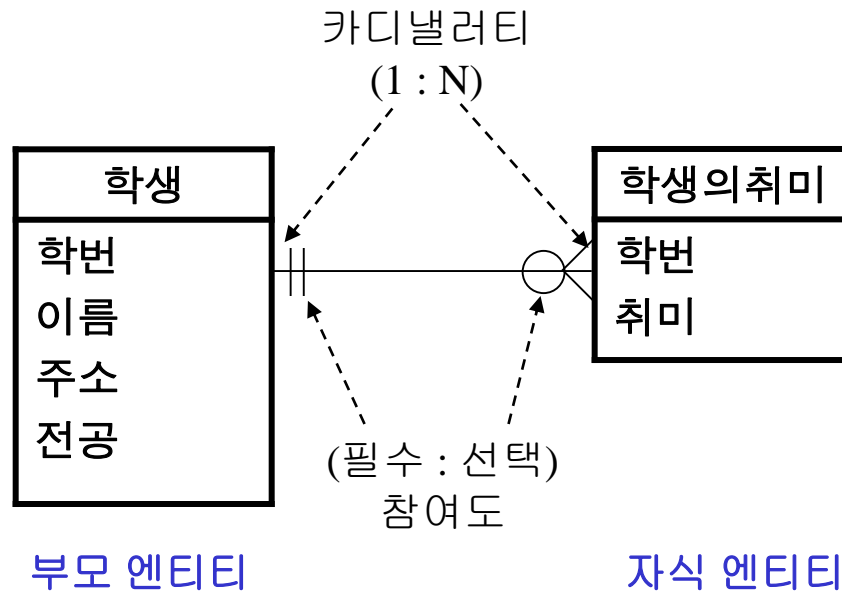 카디낼러티
(1 : N)
학생
학번
이름
주소
전공
학생의취미
학번
취미
(필수 : 선택)
참여도
부모 엔티티
자식 엔티티